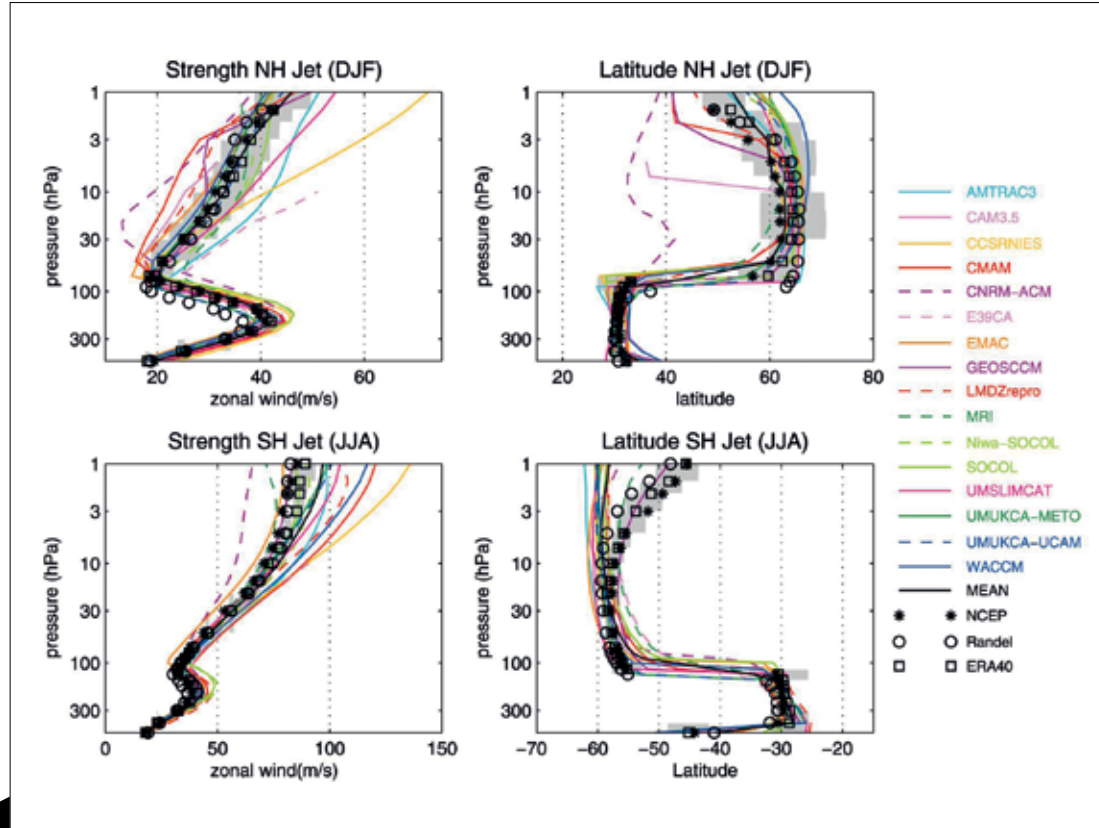 Strength NH Jet (DJF)
1
3
10
30
100
300
pressure (hPa)
20 40 60
zonal wind(m/s)
Latitude NH Jet (DJF)
1
3
10
30
100
300
pressure (hPa)
20 40 60 80
latitude
Strength SH Jet (JJA)
1
3
10
30
100
300
pressure (hPa)
0 50 100 150
zonal wind(m/s)
Latitude SH Jet (JJA)
1
3
10
30
100
300
pressure (hPa)
−70 −60 −50 −40 −30 −20
Latitude
AMTRAC3
CAM3.5
CCSRNIES
CMAM
CNRM-ACM
E39CA
EMAC
GEOSCCM
LMDZrepro
MRI
Niwa-SOCOL
SOCOL
UMSLIMCAT
UMUKCA-METO
UMUKCA-UCAM
WACCM
MEAN
NCEP
Randel
ERA40